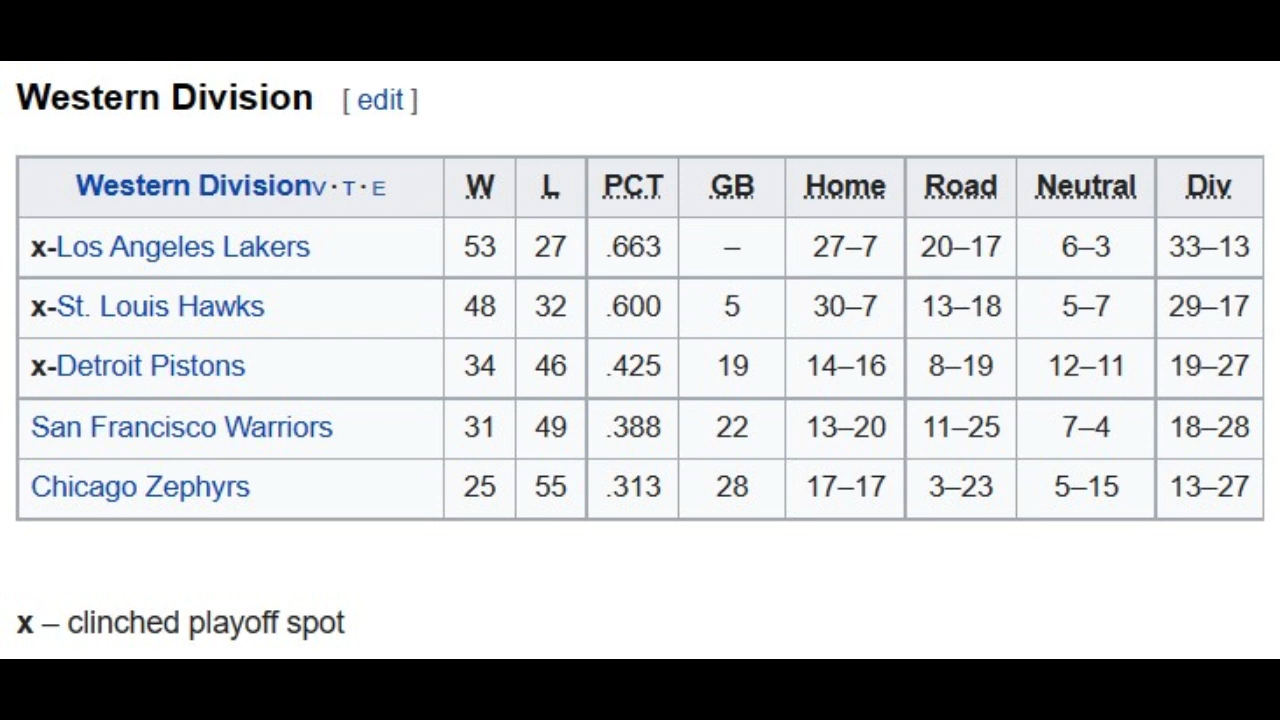 Western Division [ edit ]
Western Division V · T · E W L PCT GB Home Road Neutral Div
x-Los Angeles Lakers 53 27 .663 – 27–7 20–17 6–3 33–13
x-St. Louis Hawks 48 32 .600 5 30–7 13–18 5–7 29–17
x-Detroit Pistons 34 46 .425 19 14–16 8–19 12–11 19–27
San Francisco Warriors 31 49 .388 22 13–20 11–25 7–4 18–28
Chicago Zephyrs 25 55 .313 28 17–17 3–23 5–15 13–27
x – clinched playoff spot